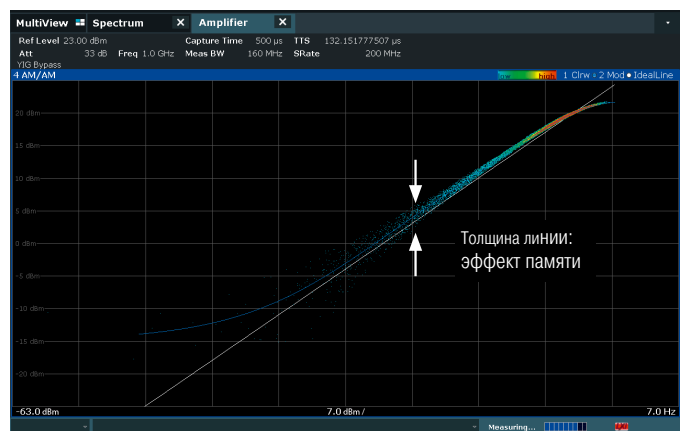 MultiView Spectrum X Amplifier X
Ref Level 23.00 dBm Capture Time 500 µs TTS 132.151777507 µs
Att 33 dB Freq 1.0 GHz Meas BW 160 MHz SRate 200 MHz
YIG Bypass
4 AM/AM high 1 Clrw 2 Mod IdealLine
20 dBm
15 dBm
10 dBm
5 dBm
0 dBm
-5 dBm
-10 dBm
-15 dBm
-20 dBm
Толщина линии:
эффект памяти
-63.0 dBm 7.0 dBm/ 7.0 Hz
Measuring...